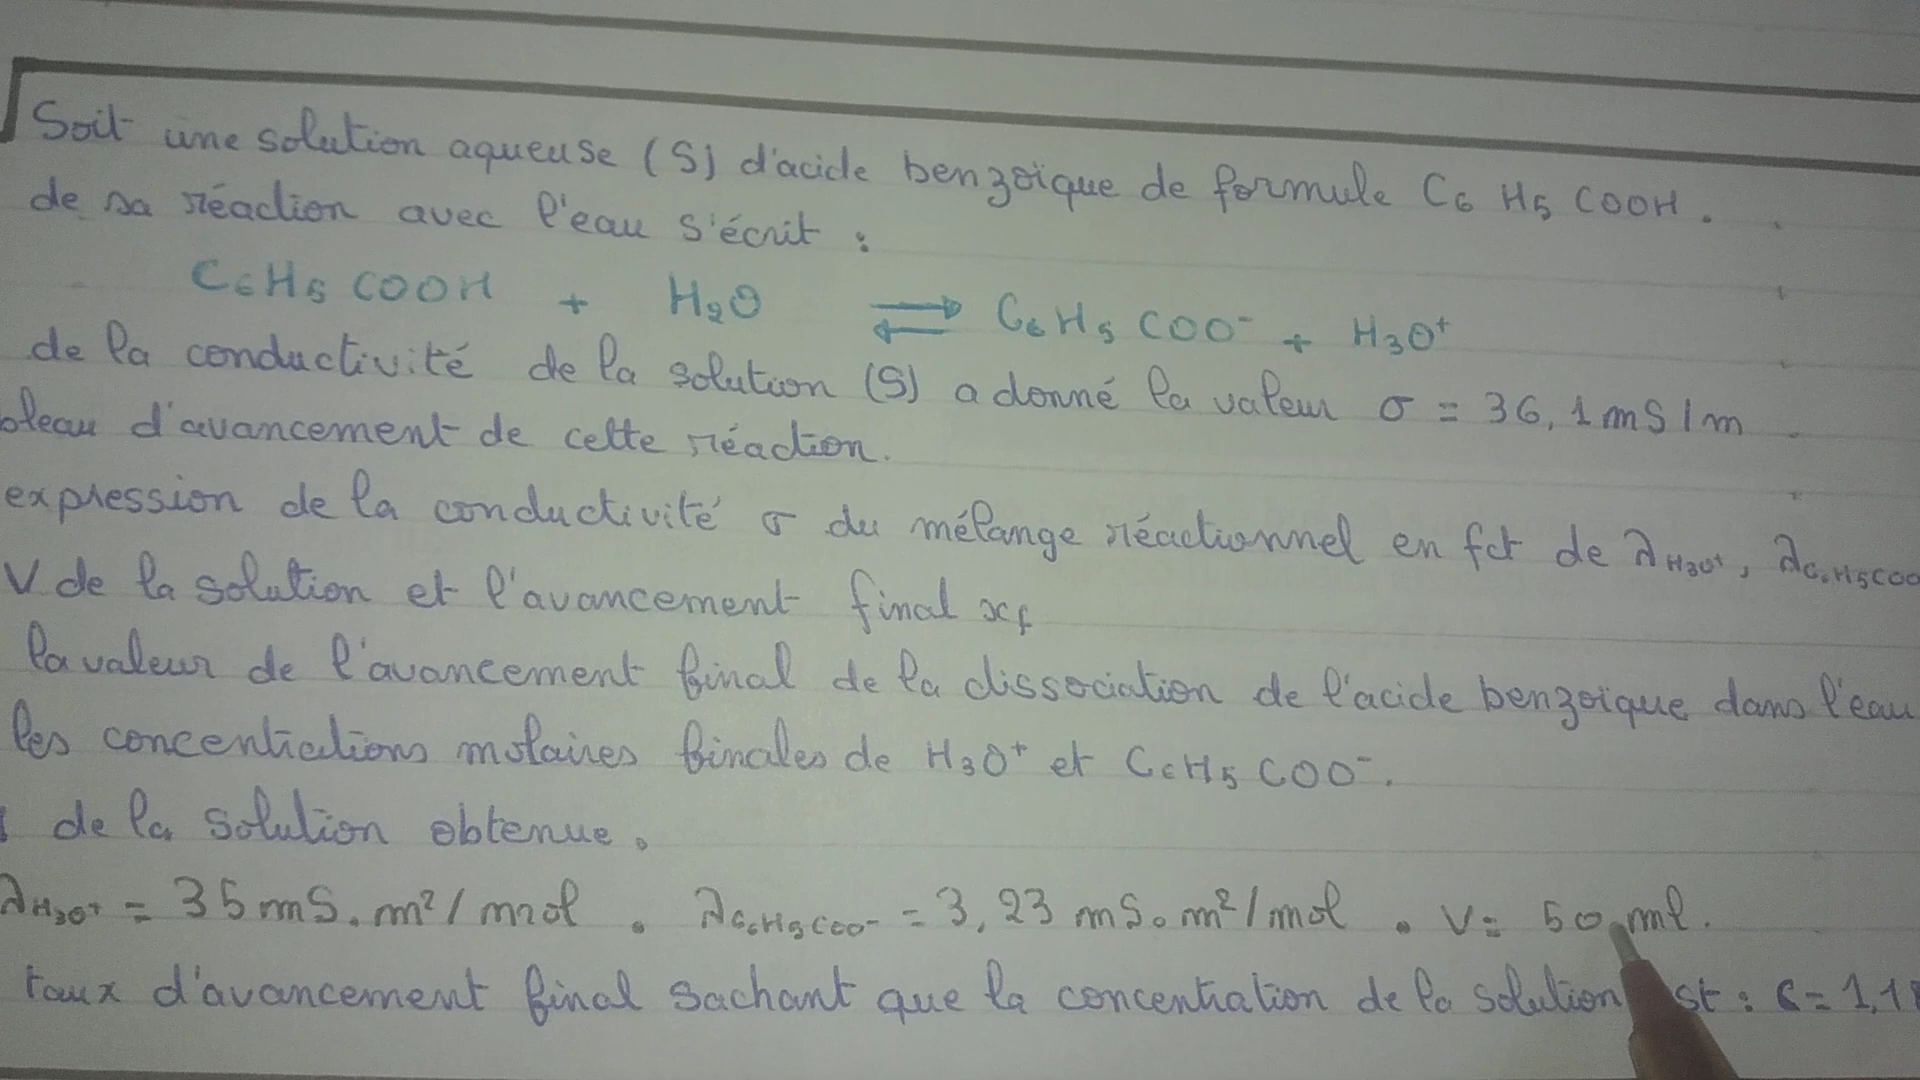 Soit une solution aqueuse (S) d'acide benzoïque de formule C6 H5 COOH.
de sa réaction avec l'eau s'écrit :
C6H5 COOH + H2O ⇌ C6H5 COO- + H3O+
de la conductivité de la solution (S) a donné la valeur σ = 36,1 mS/m
bleau d'avancement de cette réaction.
expression de la conductivité σ du mélange réactionnel en fct de λH3O+, λC6H5COO
V de la solution et l'avancement final xf
la valeur de l'avancement final de la dissociation de l'acide benzoïque dans l'eau
les concentrations molaires finales de H3O+ et C6H5 COO-.
de la solution obtenue.
λH3O+ = 35 mS.m²/mol . λC6H5COO- = 3,23 mS.m²/mol . V= 50 ml.
taux d'avancement final sachant que la concentration de la solution st : C= 1,1